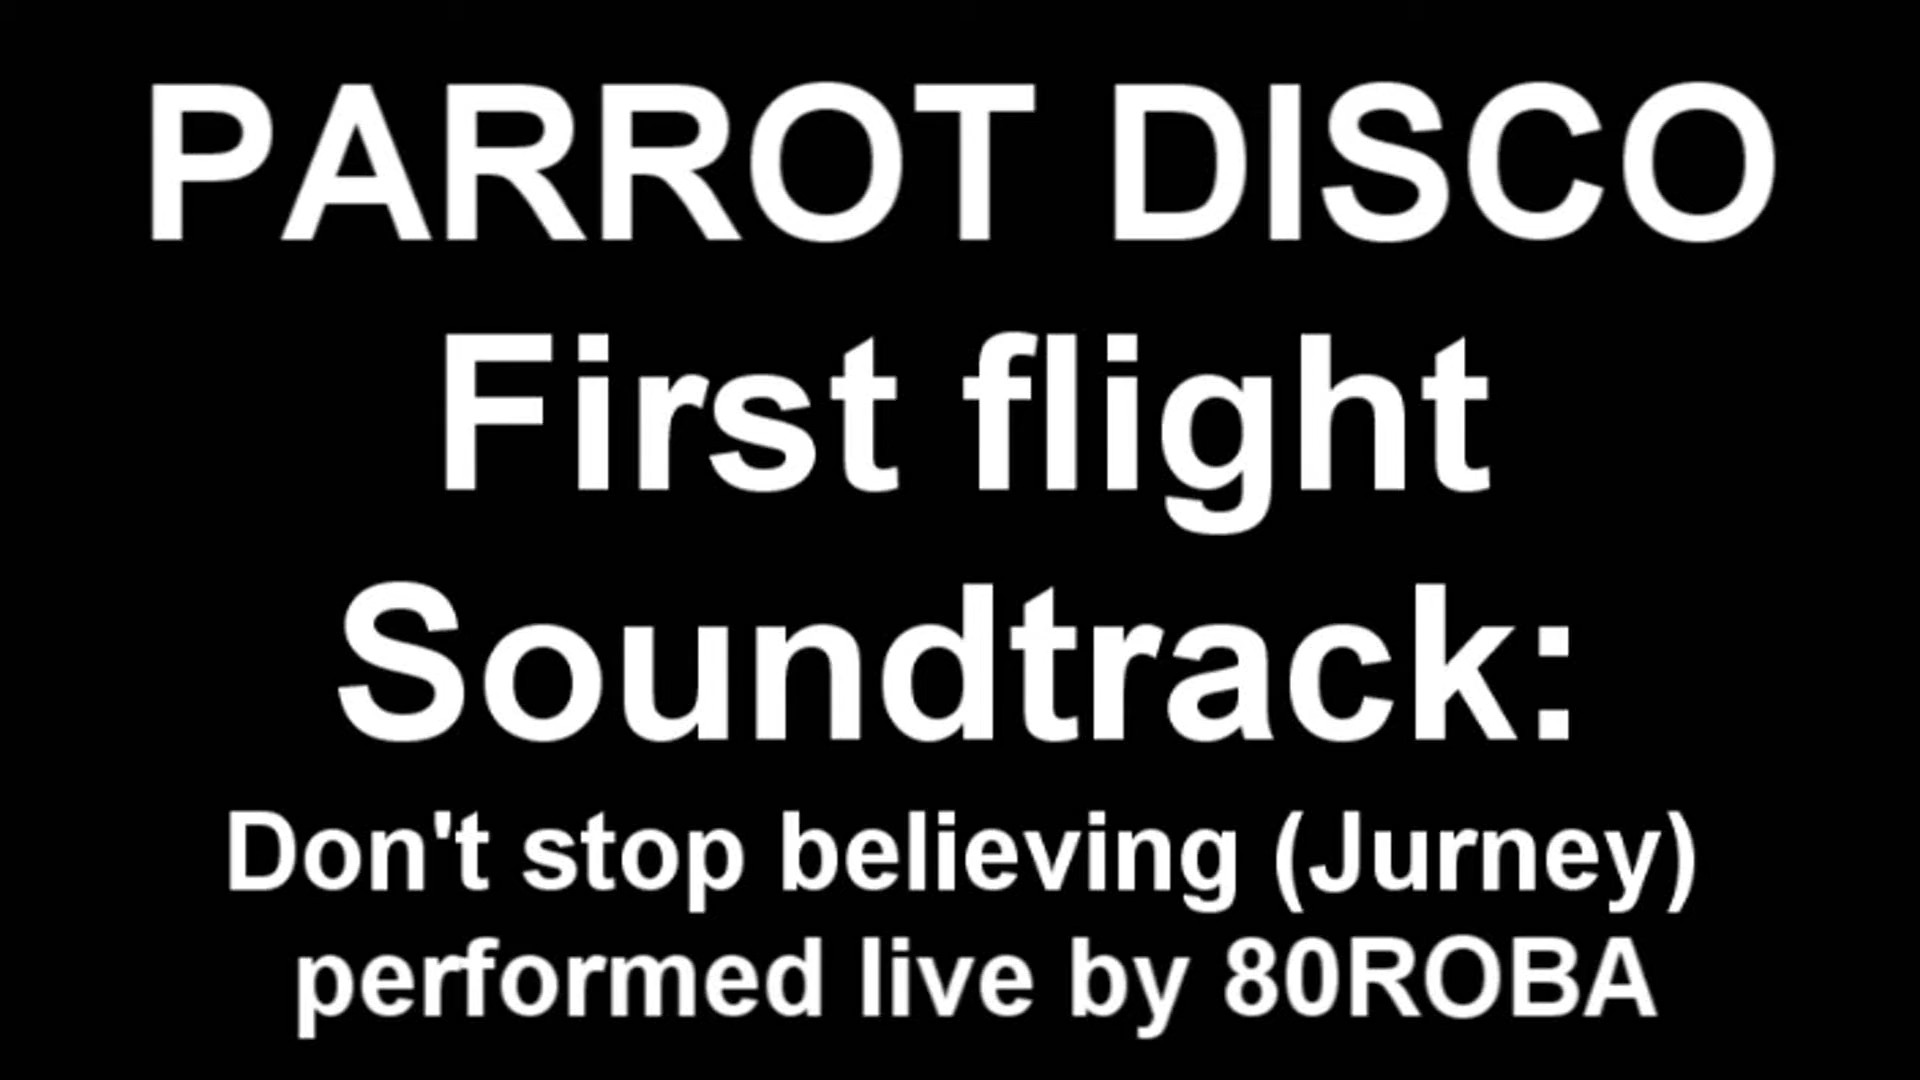 PARROT DISCO
First flight
Soundtrack:
Don't stop believing (Jurney)
performed live by 80ROBA